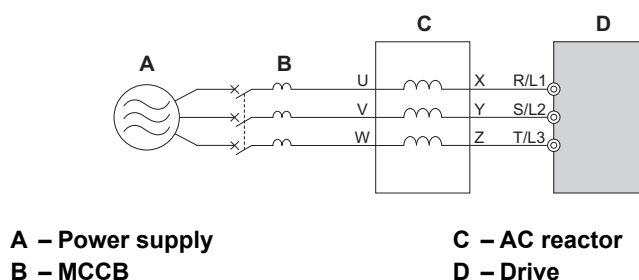 A B C D
U X R/L1
V Y S/L2
W Z T/L3
A – Power supply
B – MCCB
C – AC reactor
D – Drive